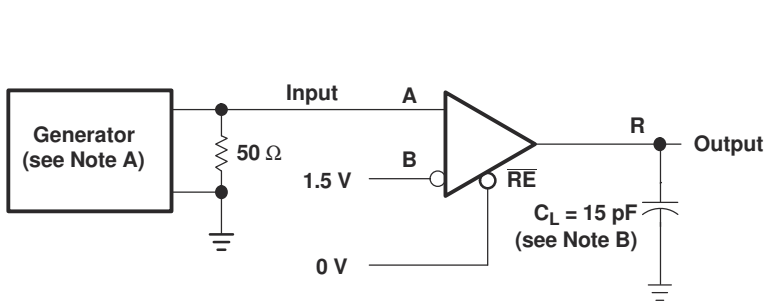 Generator
(see Note A)
50 Ω
Input
A
B
1.5 V
0 V
RE
R
Output
CL = 15 pF
(see Note B)